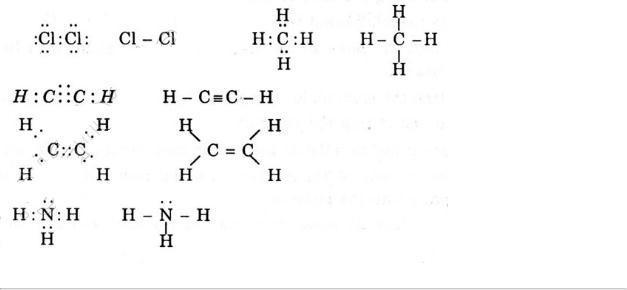 H H
:Cl:Cl: Cl – Cl H:C:H H – C – H
H H
H : C ⋮⋮ C : H H – C ≡ C – H
H H H H
C :: C C = C
H H H H
H : N : H H – N – H
H H